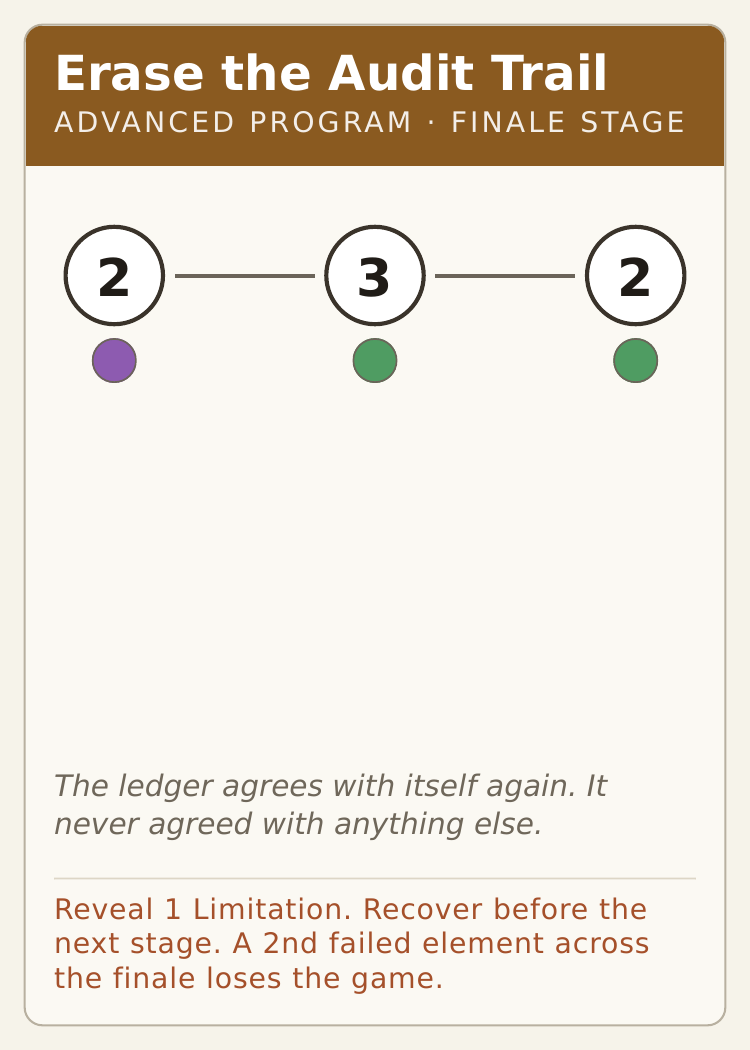 Erase the Audit Trail
ADVANCED PROGRAM · FINALE STAGE
2 3 2
The ledger agrees with itself again. It
never agreed with anything else.
Reveal 1 Limitation. Recover before the
next stage. A 2nd failed element across
the finale loses the game.